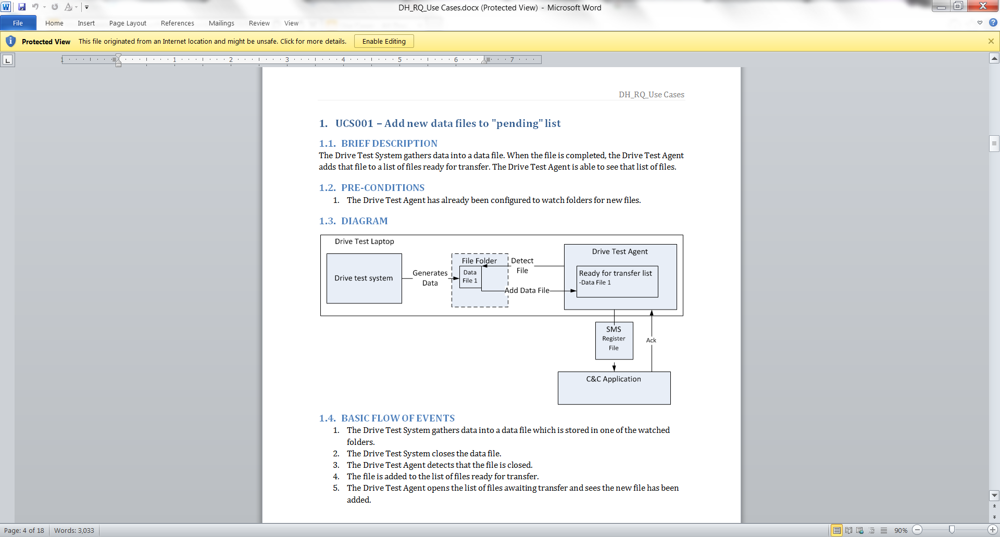 DH_RQ_Use Cases.docx (Protected View) - Microsoft Word
File Home Insert Page Layout References Mailings Review View
Protected View This file originated from an Internet location and might be unsafe. Click for more details. Enable Editing
1 1 2 3 4 5 6 7
DH_RQ_Use Cases
1. UCS001 – Add new data files to "pending" list
1.1. BRIEF DESCRIPTION
The Drive Test System gathers data into a data file. When the file is completed, the Drive Test Agent
adds that file to a list of files ready for transfer. The Drive Test Agent is able to see that list of files.
1.2. PRE-CONDITIONS
1. The Drive Test Agent has already been configured to watch folders for new files.
1.3. DIAGRAM
Drive Test Laptop
Drive test system
Generates
Data
File Folder
Data
File 1
Detect
File
Add Data File
Drive Test Agent
Ready for transfer list
-Data File 1
SMS
Register
File
Ack
C&C Application
1.4. BASIC FLOW OF EVENTS
1. The Drive Test System gathers data into a data file which is stored in one of the watched
folders.
2. The Drive Test System closes the data file.
3. The Drive Test Agent detects that the file is closed.
4. The file is added to the list of files ready for transfer.
5. The Drive Test Agent opens the list of files awaiting transfer and sees the new file has been
added.
Page: 4 of 18 Words: 3,033 90%